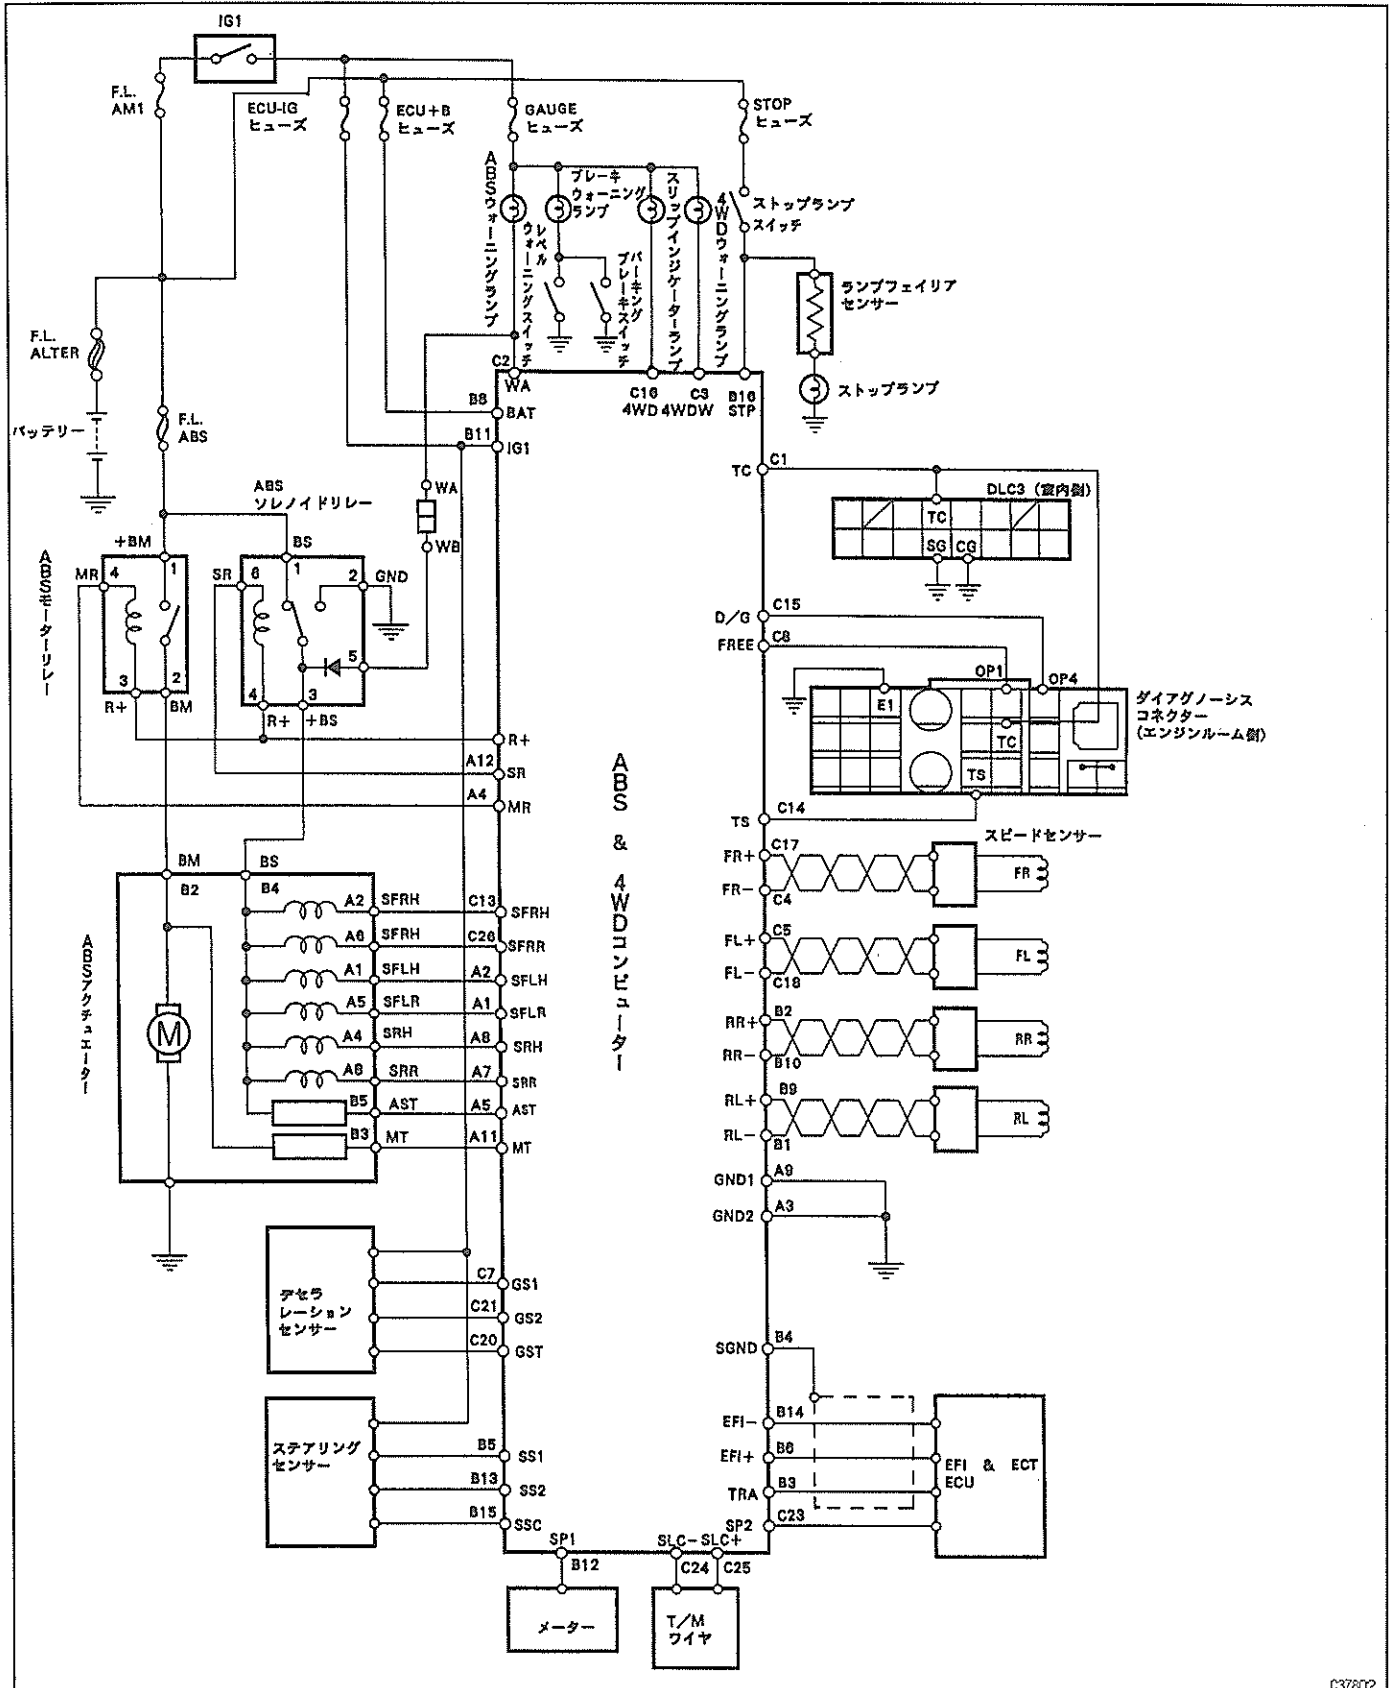 IG1
F.L.
AM1
ECU-IG
ヒューズ
ECU+B
ヒューズ
GAUGE
ヒューズ
STOP
ヒューズ
ABSウォーニングランプ
ブレーキ
ウォーニング
ランプ
レベル
ウォーニングスイッチ
パーキング
ブレーキスイッチ
スリップインジケーターランプ
4WDウォーニングランプ
ストップランプ
スイッチ
ランプフェイリア
センサー
ストップランプ
F.L.
ALTER
バッテリー
F.L.
ABS
C2
WA
C16
4WD
C3
4WDW
B16
STP
B8
BAT
B11
IG1
WA
WB
TC
C1
DLC3 (室内側)
TC
SG
CG
ABS
ソレノイドリレー
ABSモーターリレー
+BM
MR
4
1
3
2
R+
BM
BS
SR
6
1
2
GND
5
4
3
R+
+BS
R+
A12
SR
A4
MR
D/G
C15
FREE
C8
OP1
OP4
E1
TC
TS
ダイアグノーシス
コネクター
(エンジンルーム側)
TS
C14
ABS & 4WDコンピューター
スピードセンサー
FR+
C17
FR-
C4
FR
FL+
C5
FL-
C18
FL
RR+
B2
RR-
B10
RR
RL+
B9
RL-
B1
RL
GND1
A9
GND2
A3
ABSアクチュエーター
BM
B2
BS
B4
M
A2 SFRH C13 SFRH
A6 SFRH C26 SFRR
A1 SFLH A2 SFLH
A5 SFLR A1 SFLR
A4 SRH A8 SRH
A8 SRR A7 SRR
B5 AST A5 AST
B3 MT A11 MT
デセラ
レーション
センサー
C7 GS1
C21 GS2
C20 GST
ステアリング
センサー
B5 SS1
B13 SS2
B15 SSC
SGND
B4
EFI-
B14
EFI+
B6
TRA
B3
SP2
C23
EFI & ECT
ECU
SP1
B12
メーター
SLC-
SLC+
C24
C25
T/M
ワイヤ
C37802